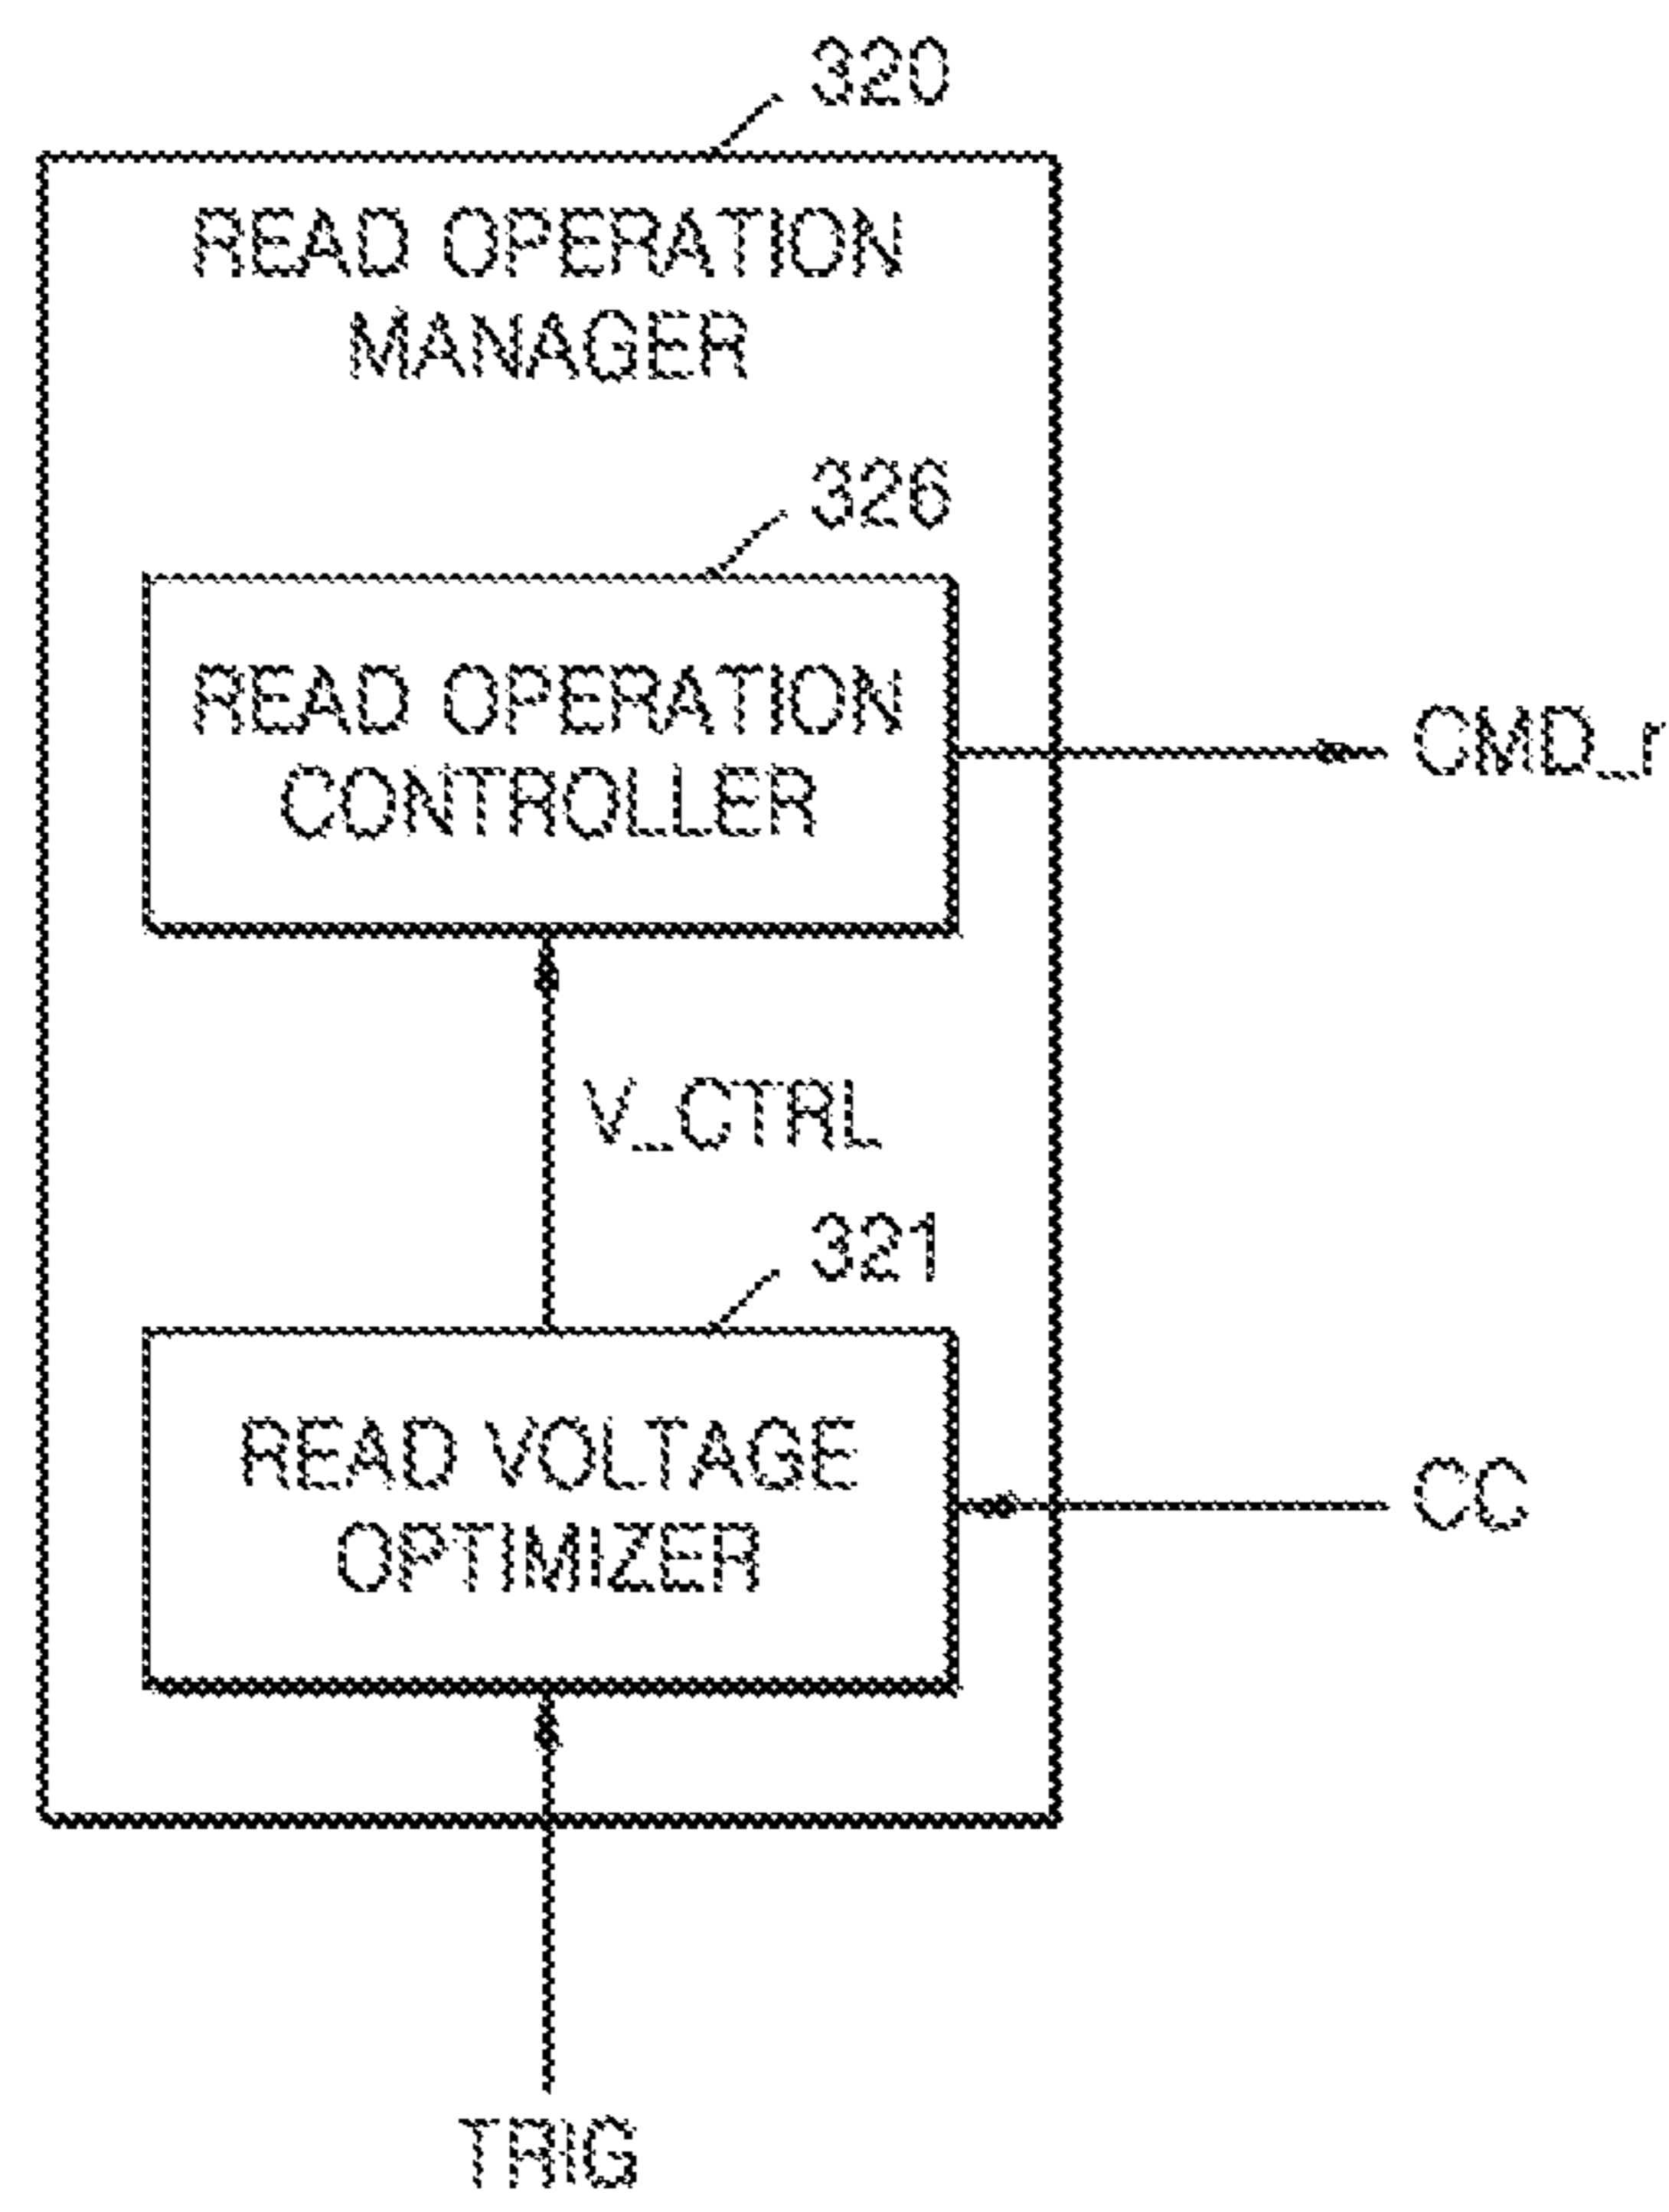 320
READ OPERATION
MANAGER
326
READ OPERATION
CONTROLLER
CMD_r
V_CTRL
321
READ VOLTAGE
OPTIMIZER
CC
TRIG